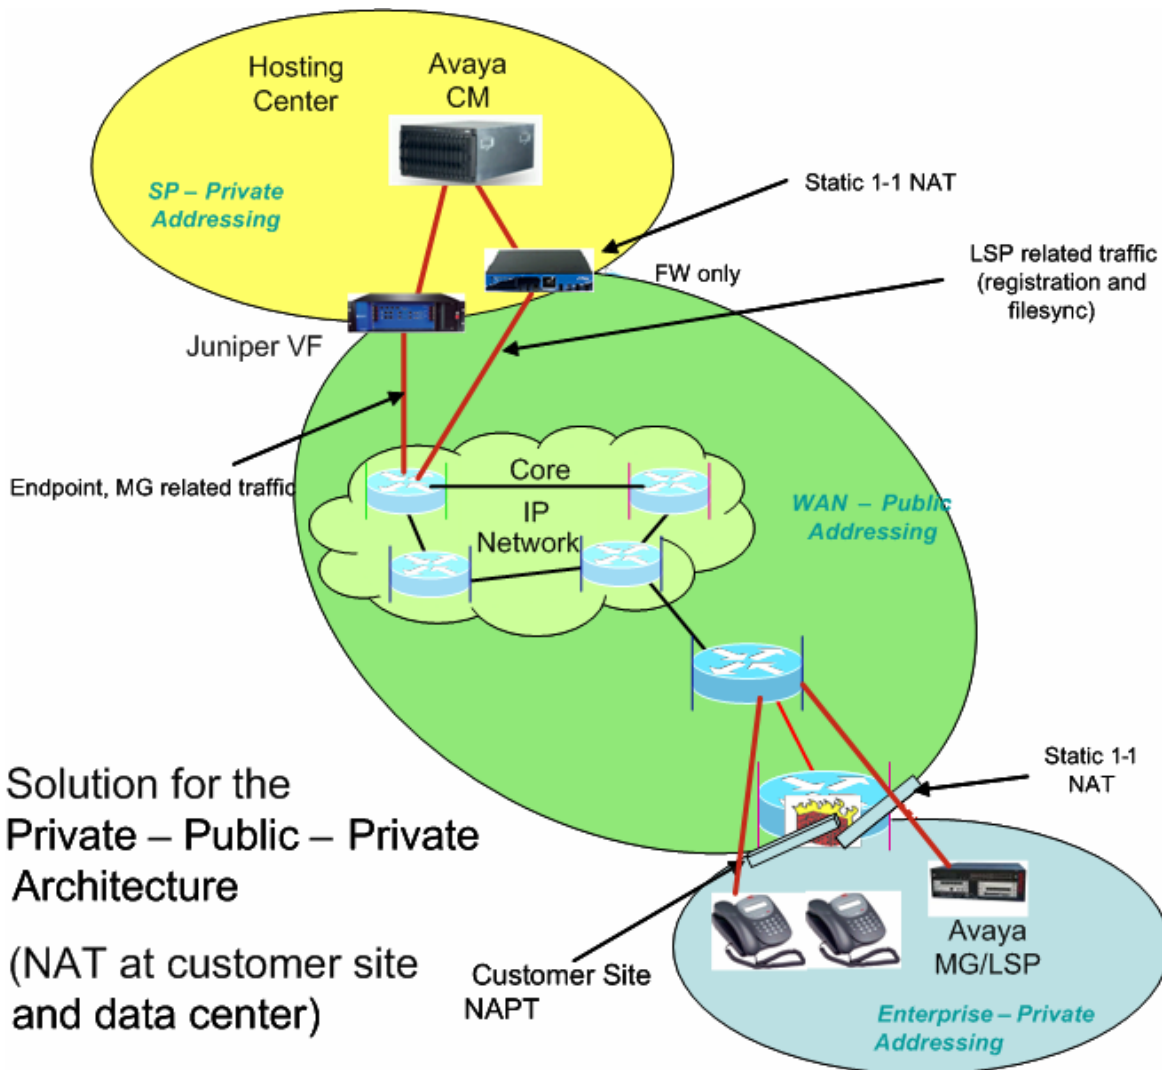 Hosting
Center
Avaya
CM
SP – Private
Addressing
Static 1-1 NAT
LSP related traffic
(registration and
filesync)
FW only
Juniper VF
Endpoint, MG related traffic
Core
IP
Network
WAN – Public
Addressing
Static 1-1
NAT
Solution for the
Private – Public – Private
Architecture
(NAT at customer site
and data center)
Customer Site
NAPT
Avaya
MG/LSP
Enterprise – Private
Addressing